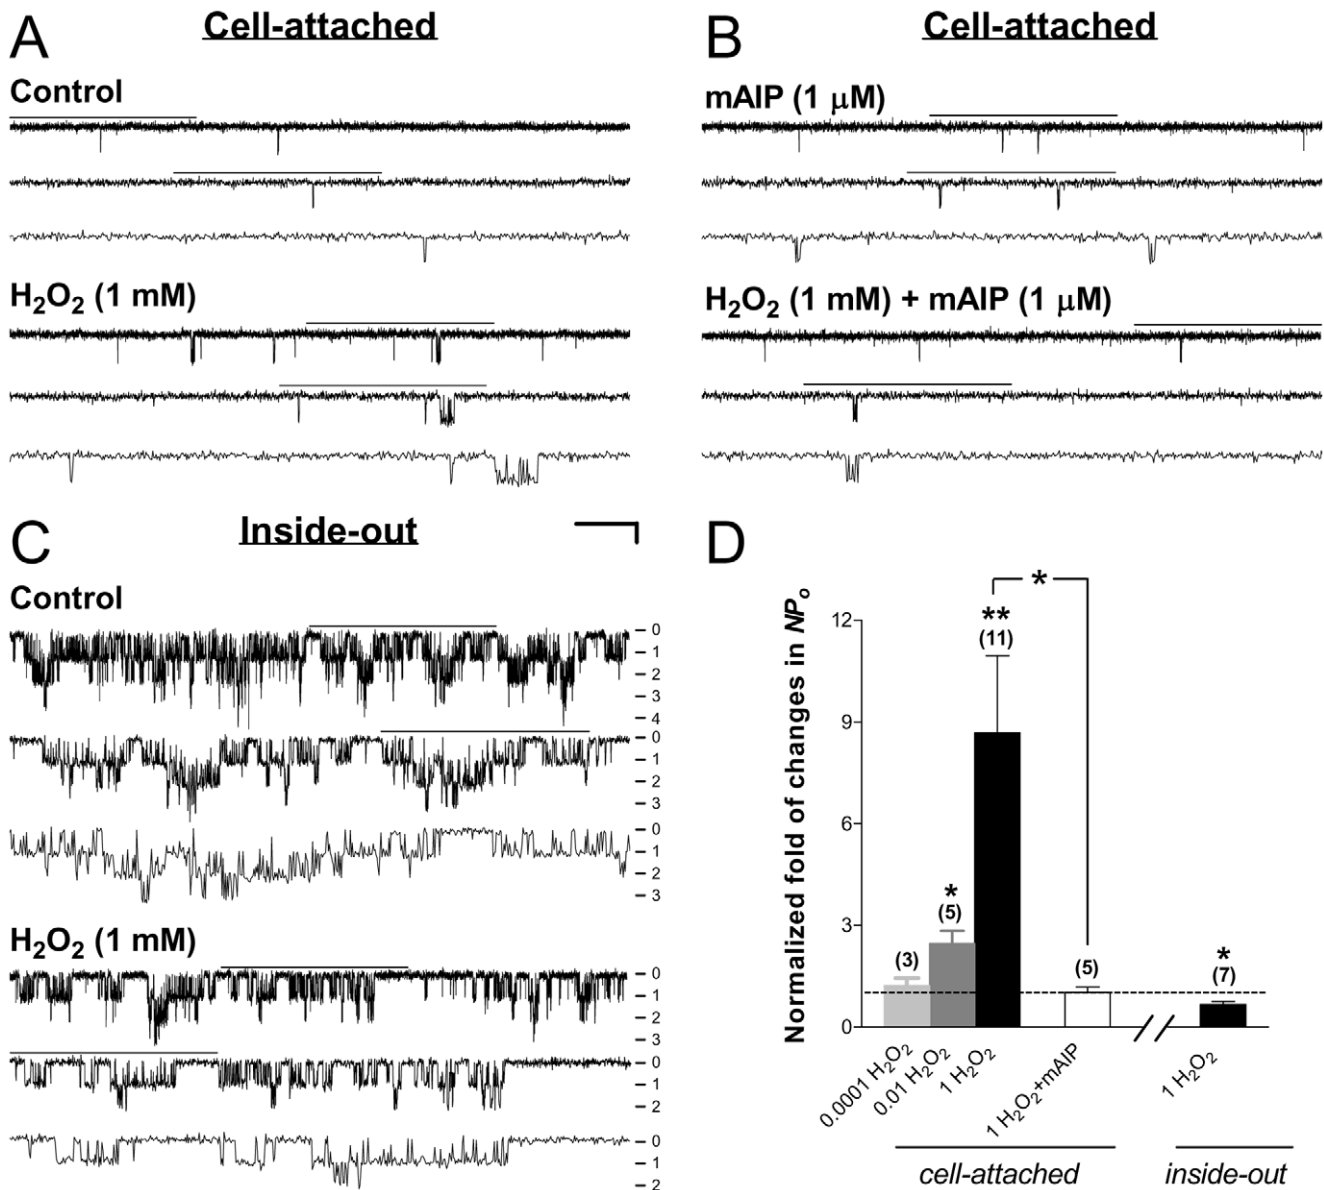 A
Cell-attached
Control
H₂O₂ (1 mM)
B
Cell-attached
mAIP (1 µM)
H₂O₂ (1 mM) + mAIP (1 µM)
C
Inside-out
Control
0
1
2
3
4
0
1
2
3
0
1
2
3
H₂O₂ (1 mM)
0
1
2
3
0
1
2
0
1
2
D
Normalized fold of changes in NPₒ
12
9
6
3
0
*
**
(11)
*
(5)
(3)
(5)
*
(7)
0.0001 H₂O₂
0.01 H₂O₂
1 H₂O₂
1 H₂O₂+mAIP
1 H₂O₂
cell-attached
inside-out